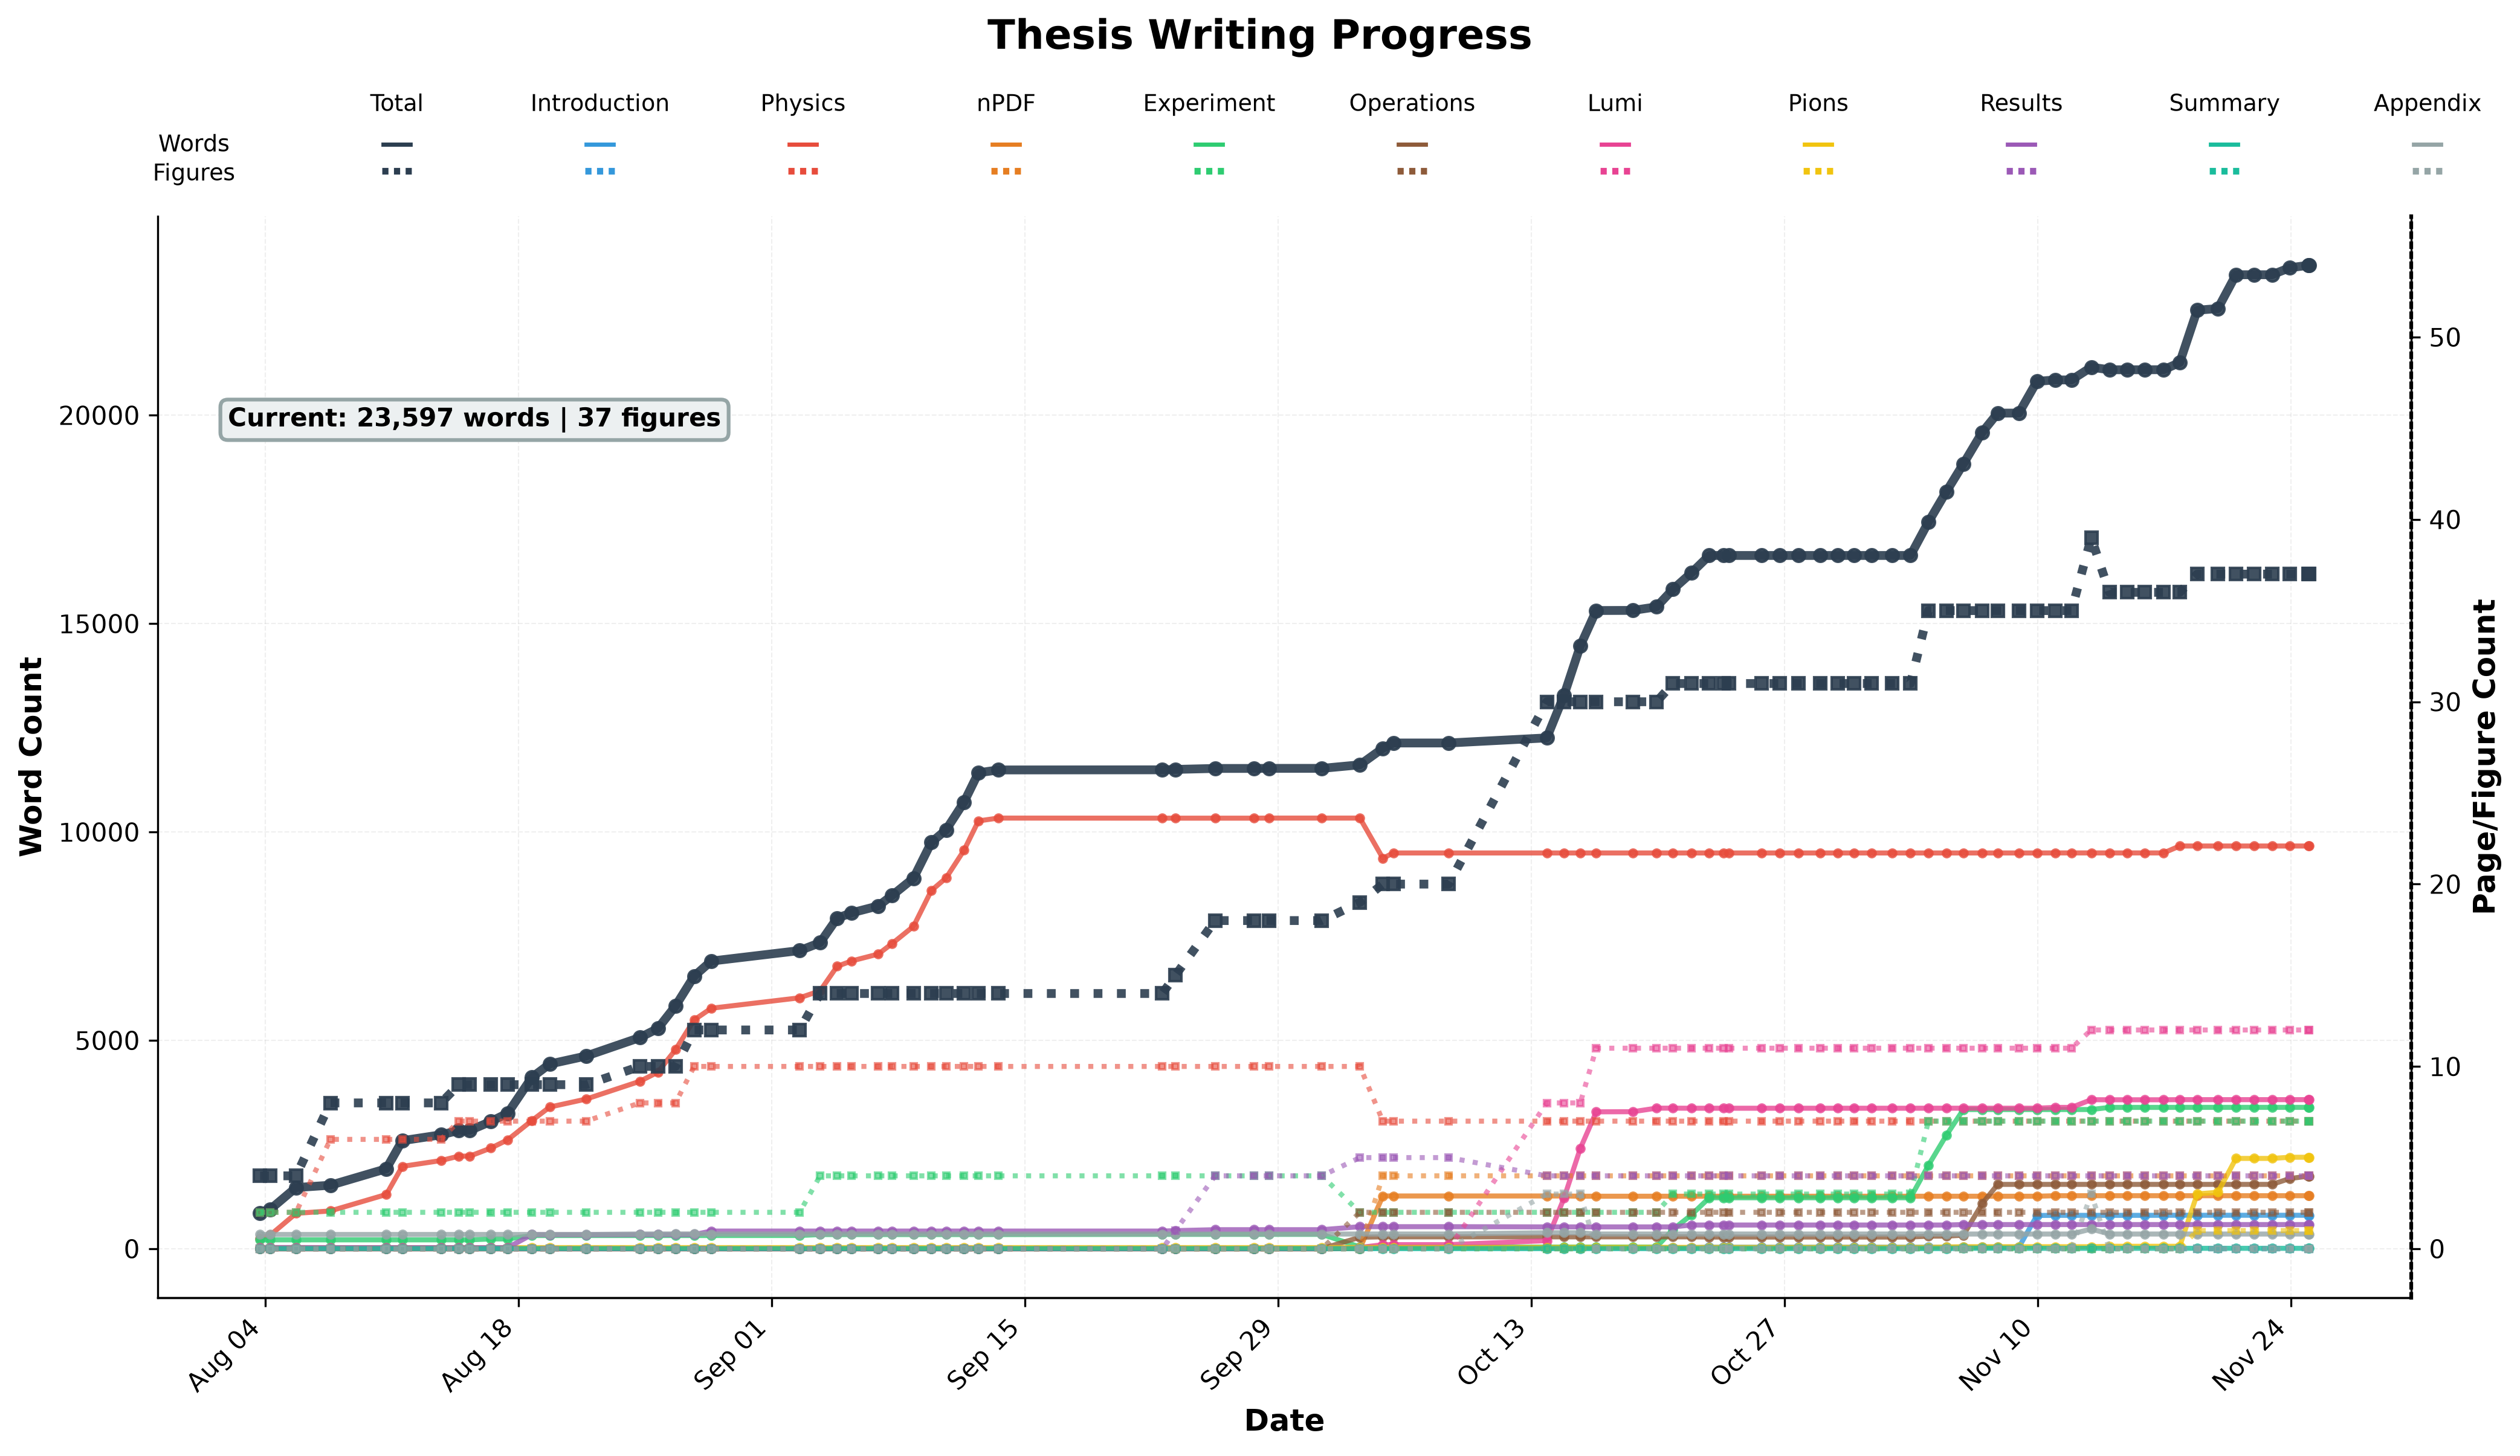 Thesis Writing Progress
Total Introduction Physics nPDF Experiment Operations Lumi Pions Results Summary Appendix
Words
Figures
Current: 23,597 words | 37 figures
Word Count
20000
15000
10000
5000
0
Page/Figure Count
50
40
30
20
10
0
Aug 04 Aug 18 Sep 01 Sep 15 Sep 29 Oct 13 Oct 27 Nov 10 Nov 24
Date